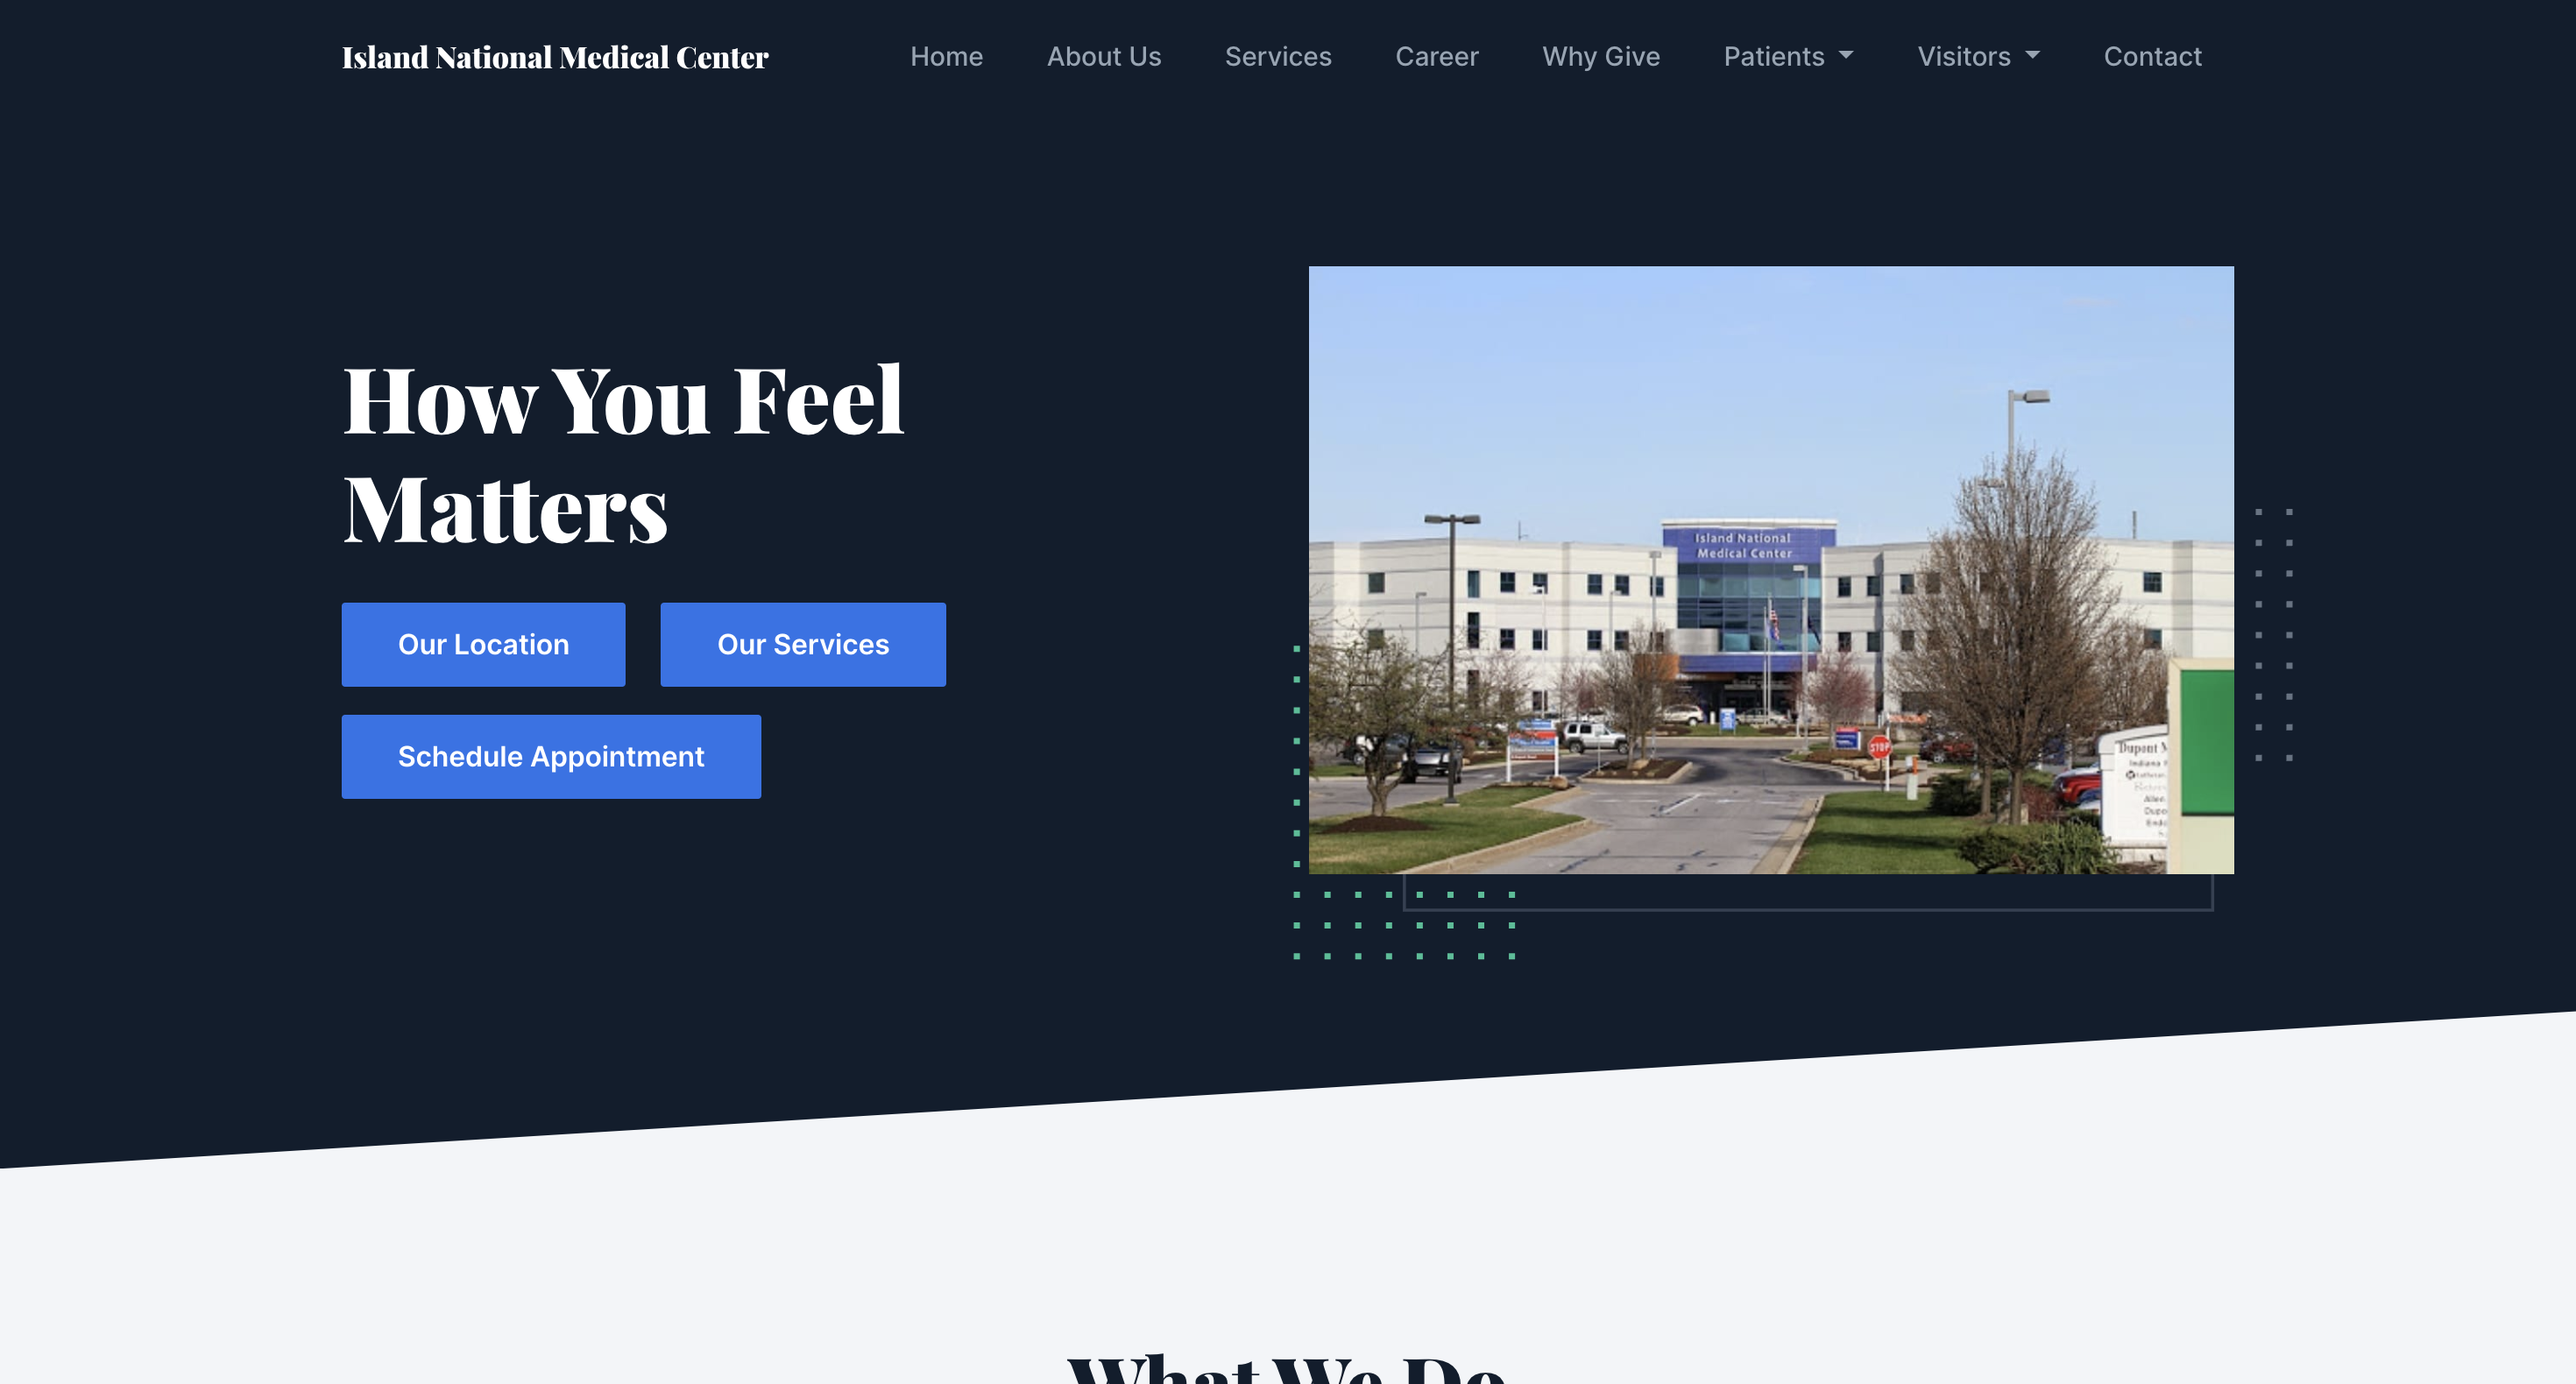 Island National Medical Center
Home
About Us
Services
Career
Why Give
Patients
Visitors
Contact
How You Feel
Matters
Our Location
Our Services
Schedule Appointment
Island National
Medical Center
STOP
Dupont
Indiana
What We Do